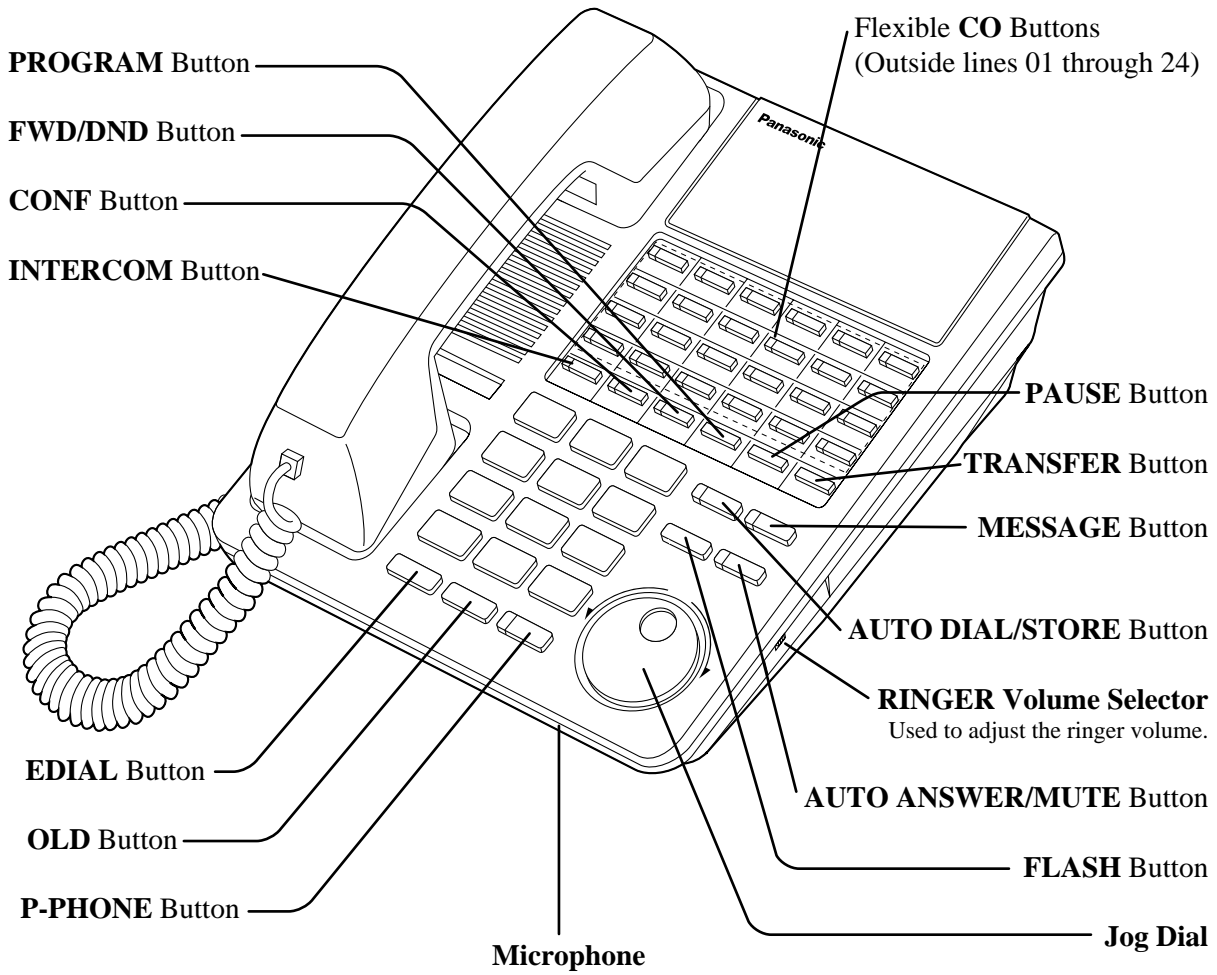 Flexible CO Buttons
(Outside lines 01 through 24)
PROGRAM Button
FWD/DND Button
CONF Button
INTERCOM Button
Panasonic
PAUSE Button
TRANSFER Button
MESSAGE Button
AUTO DIAL/STORE Button
RINGER Volume Selector
Used to adjust the ringer volume.
EDIAL Button
AUTO ANSWER/MUTE Button
OLD Button
FLASH Button
P-PHONE Button
Jog Dial
Microphone